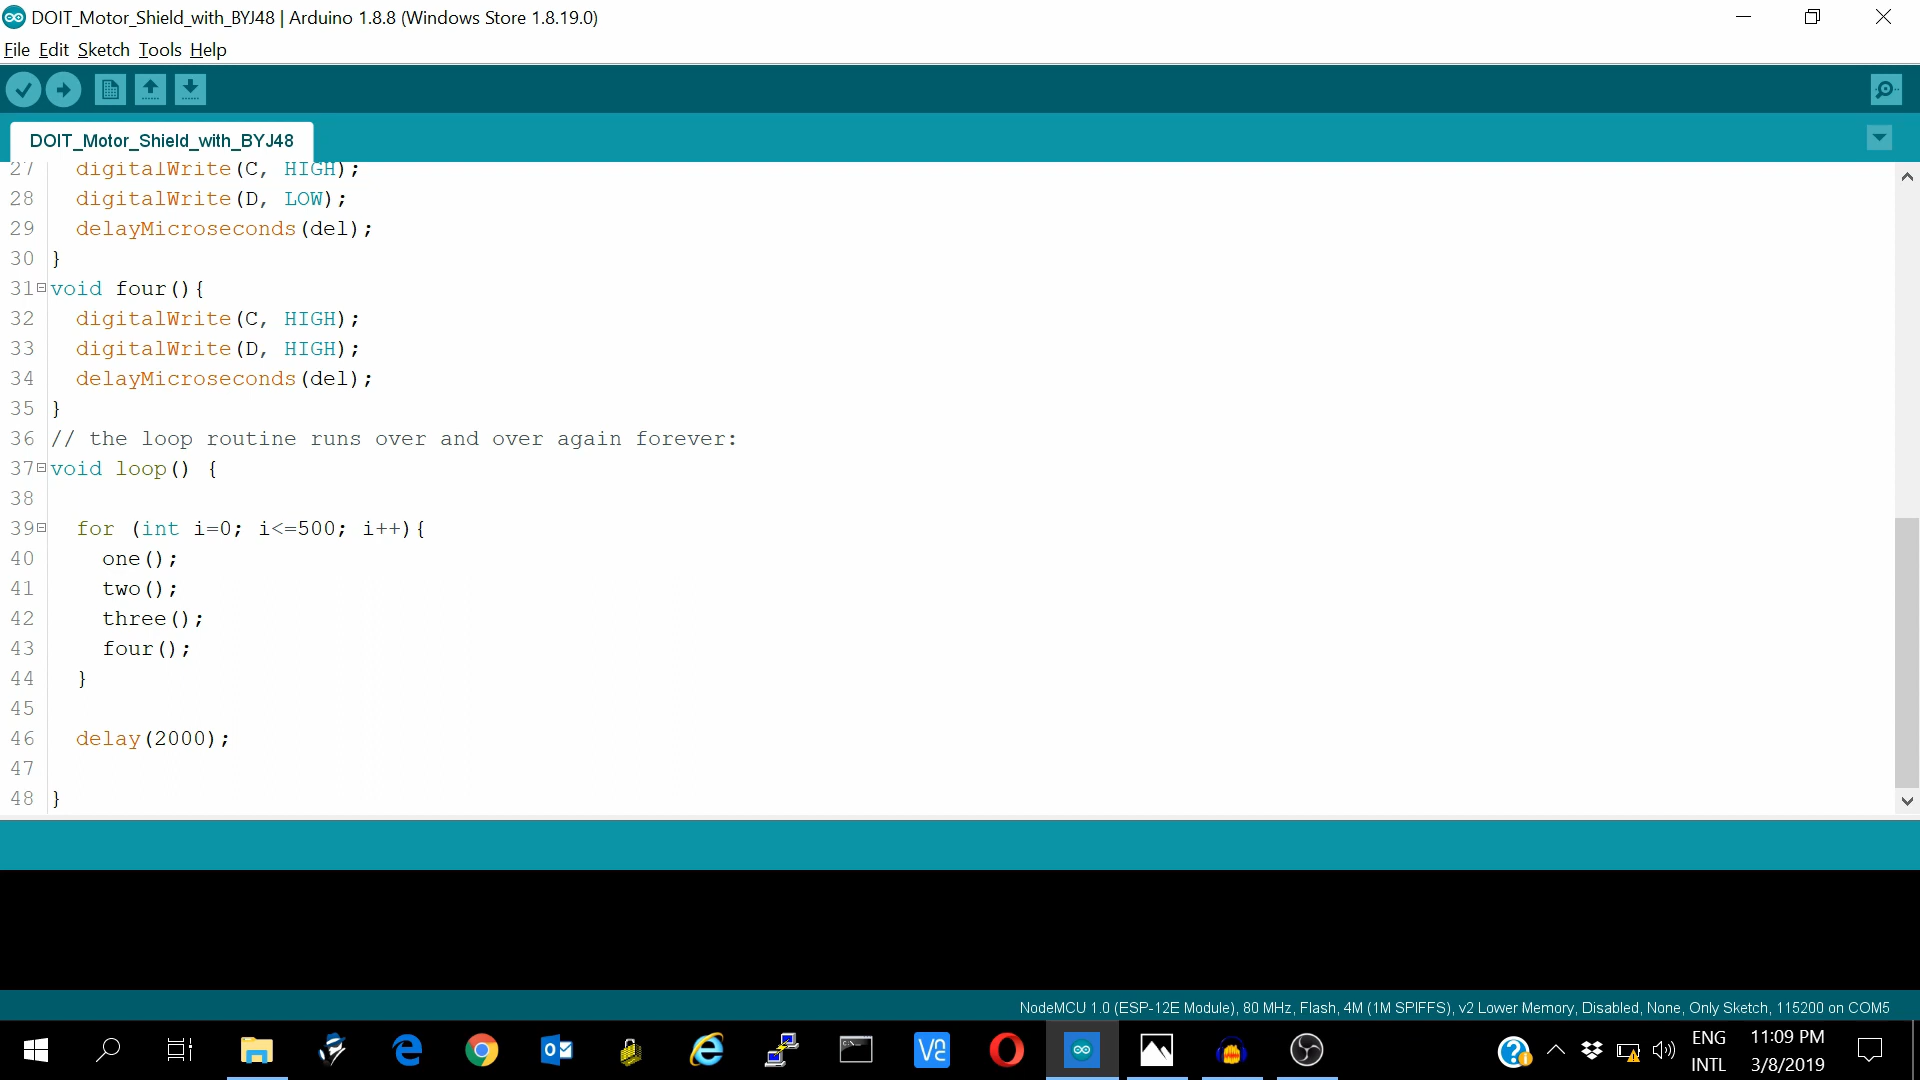 DOIT_Motor_Shield_with_BYJ48 | Arduino 1.8.8 (Windows Store 1.8.19.0)
File Edit Sketch Tools Help
DOIT_Motor_Shield_with_BYJ48
27 digitalWrite(C, HIGH);
28 digitalWrite(D, LOW);
29 delayMicroseconds(del);
30 }
31 void four(){
32 digitalWrite(C, HIGH);
33 digitalWrite(D, HIGH);
34 delayMicroseconds(del);
35 }
36 // the loop routine runs over and over again forever:
37 void loop() {
38
39 for (int i=0; i<=500; i++){
40 one();
41 two();
42 three();
43 four();
44 }
45
46 delay(2000);
47
48 }
NodeMCU 1.0 (ESP-12E Module), 80 MHz, Flash, 4M (1M SPIFFS), v2 Lower Memory, Disabled, None, Only Sketch, 115200 on COM5
ENG 11:09 PM
INTL 3/8/2019